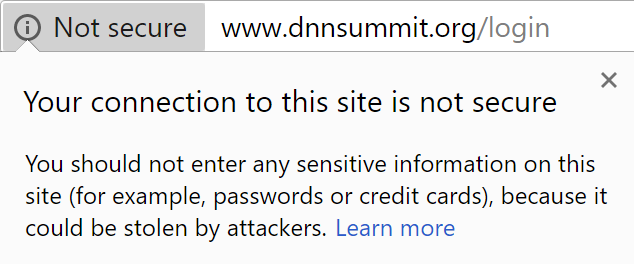 Not secure www.dnnsummit.org/login
Your connection to this site is not secure
You should not enter any sensitive information on this
site (for example, passwords or credit cards), because it
could be stolen by attackers. Learn more